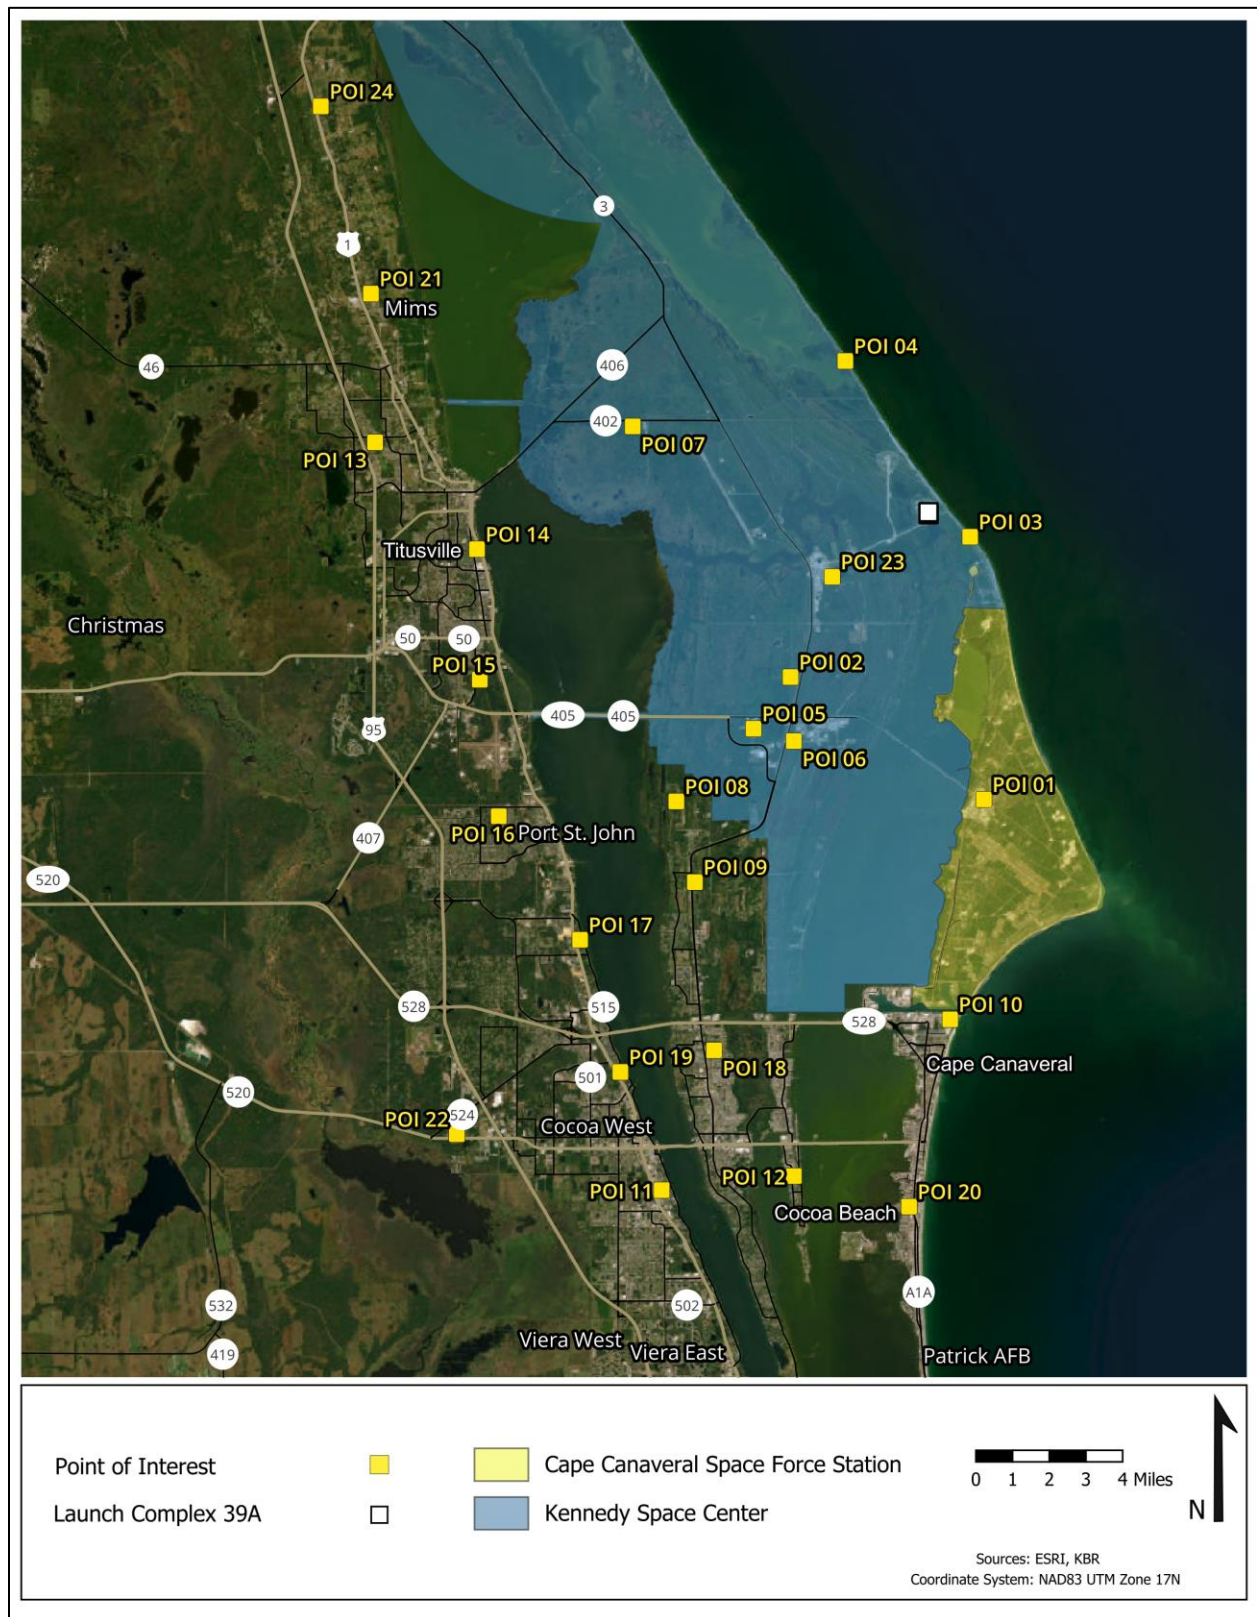 POI 24
3
1
POI 21
Mims
POI 04
46
406
402
POI 07
POI 13
POI 03
POI 14
Titusville
POI 23
Christmas
50
50
POI 15
POI 02
405
405
95
POI 05
POI 06
POI 08
POI 01
POI 16
Port St. John
407
520
POI 09
POI 17
528
515
POI 10
528
POI 18
POI 19
Cape Canaveral
501
520
524
POI 22
Cocoa West
POI 12
POI 11
POI 20
Cocoa Beach
A1A
532
502
Viera West
Viera East
419
Patrick AFB
Point of Interest
Launch Complex 39A
Cape Canaveral Space Force Station
Kennedy Space Center
0 1 2 3 4 Miles
N
Sources: ESRI, KBR
Coordinate System: NAD83 UTM Zone 17N